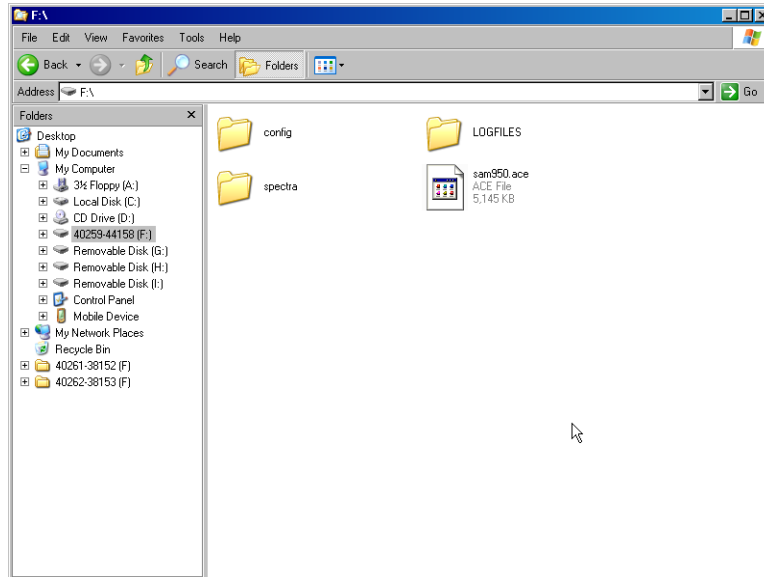 F:\
File Edit View Favorites Tools Help
Back Search Folders
Address F:\ Go
Folders x
Desktop
My Documents
My Computer
3½ Floppy (A:)
Local Disk (C:)
CD Drive (D:)
40259-44158 (F:)
Removable Disk (G:)
Removable Disk (H:)
Removable Disk (I:)
Control Panel
Mobile Device
My Network Places
Recycle Bin
40261-38152 (F)
40262-38153 (F)
config
LOGFILES
spectra
sam950.ace
ACE File
5,145 KB